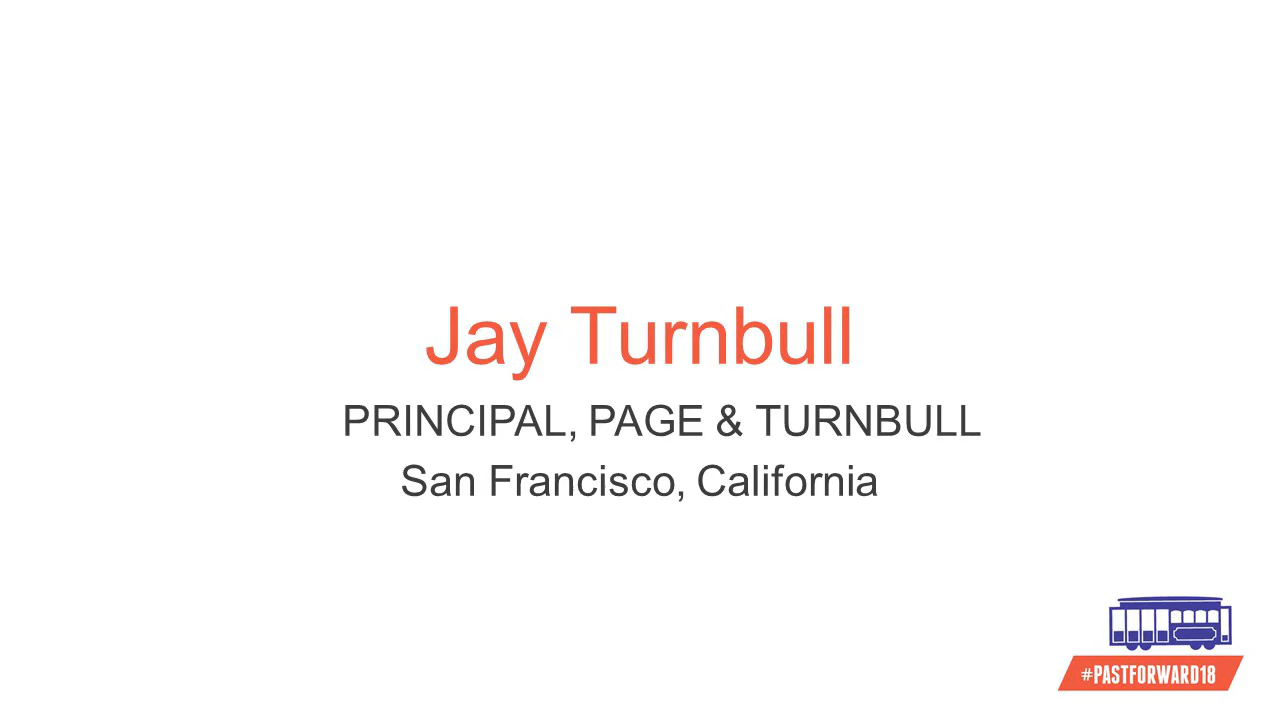 Jay Turnbull
PRINCIPAL, PAGE & TURNBULL
San Francisco, California
#PASTFORWARD18